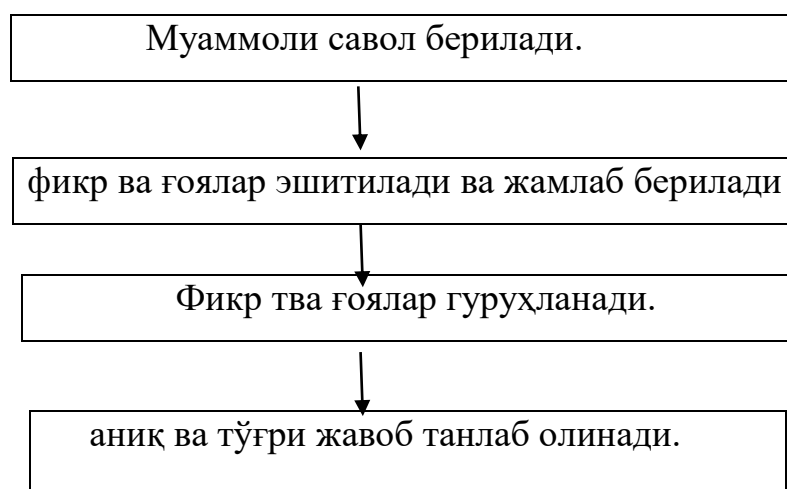 Муаммоли савол берилади.
фикр ва ғоялар эшитилади ва жамлаб берилади
Фикр тва ғоялар гуруҳланади.
аниқ ва тўғри жавоб танлаб олинади.